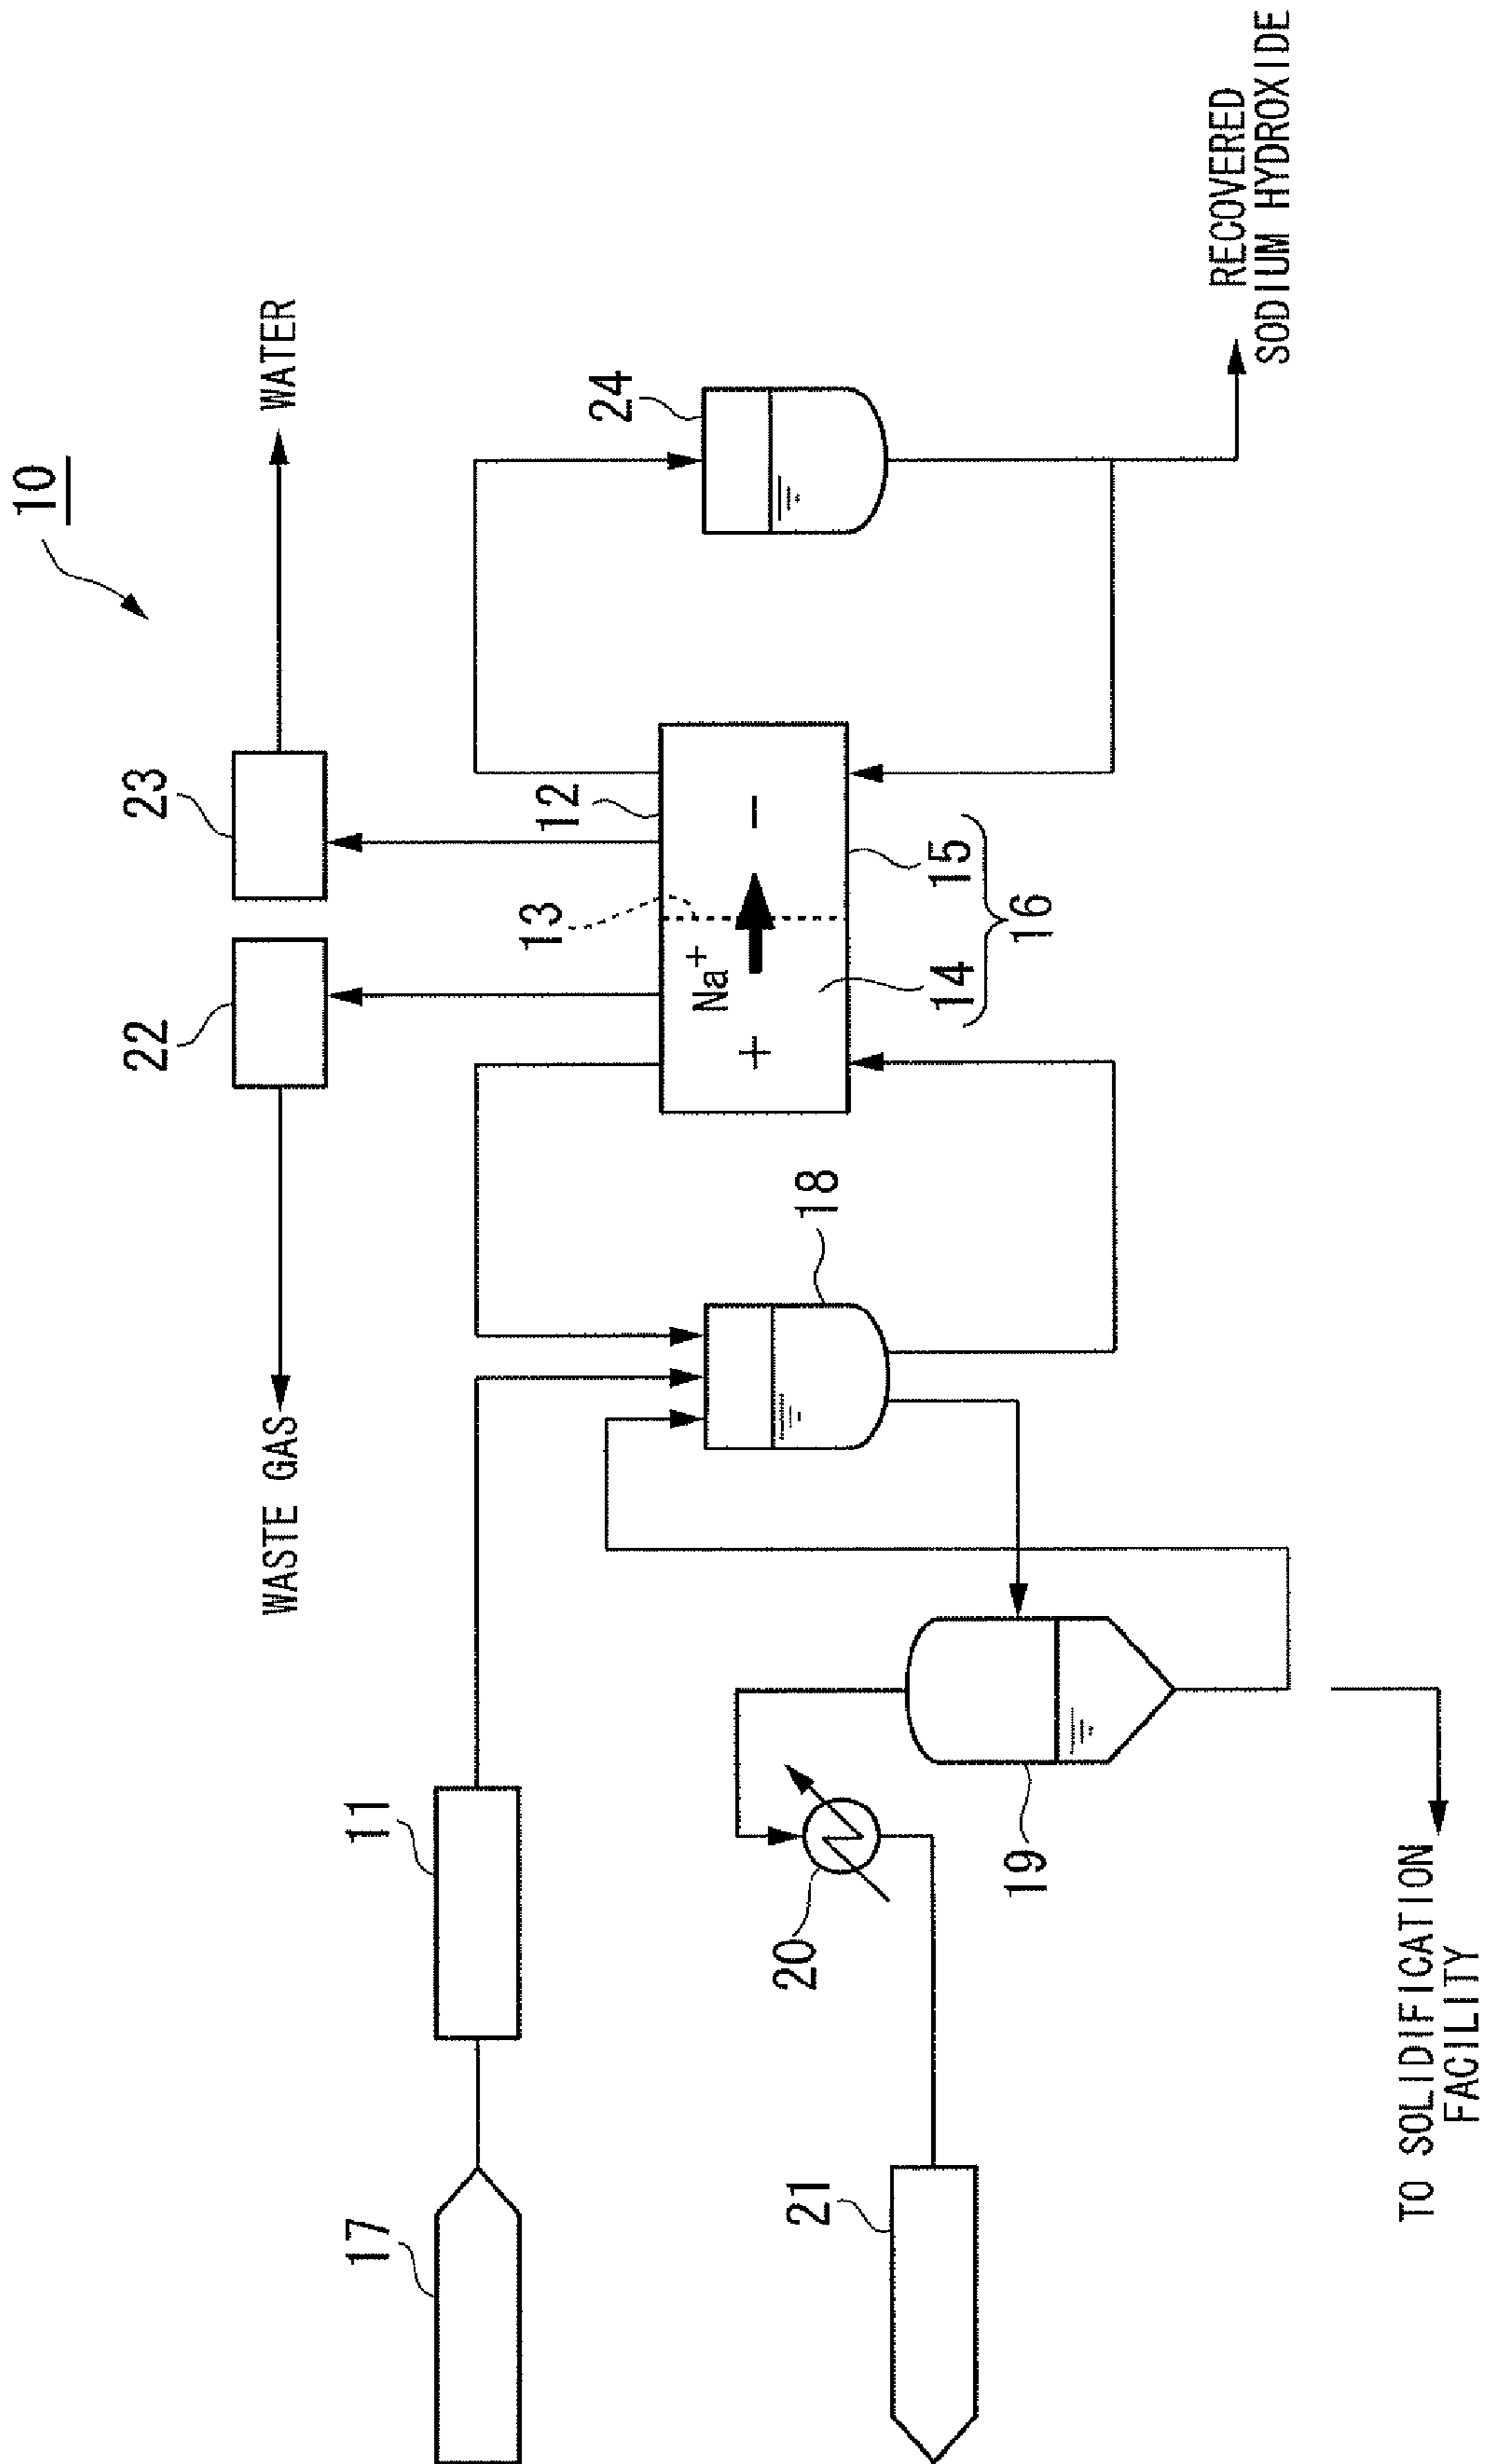 10
WATER
WASTE GAS
23
22
24
12
13
Na+
+
−
14
15
16
18
11
17
20
19
21
RECOVERED
SODIUM HYDROXIDE
TO SOLIDIFICATION
FACILITY